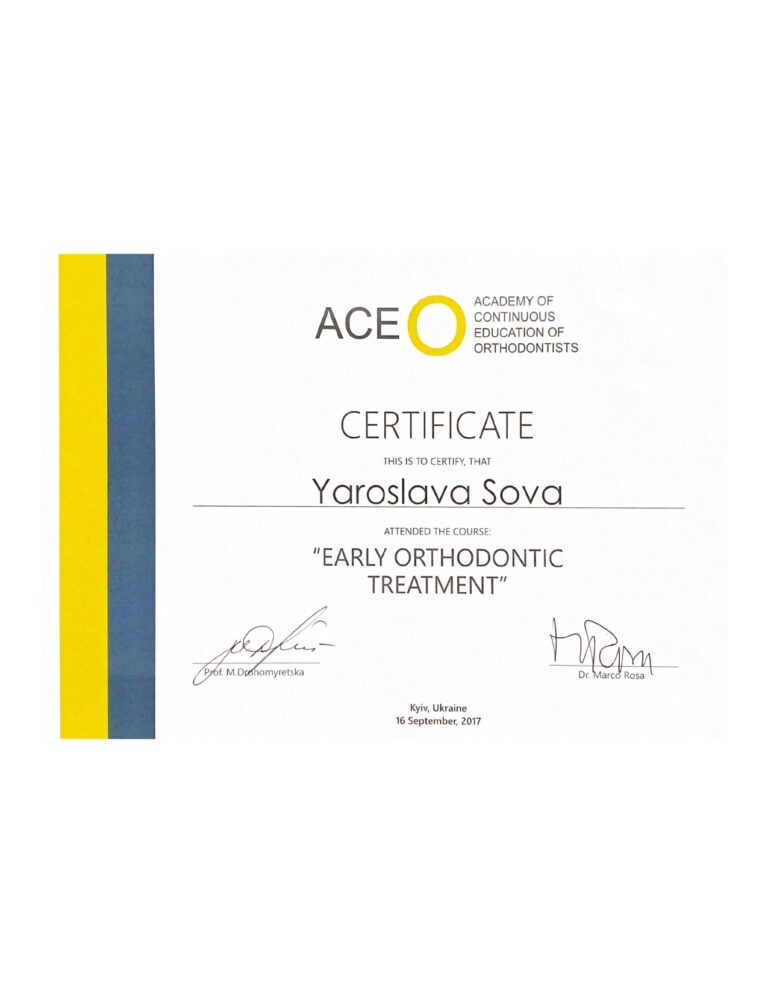 ACEO
ACADEMY OF
CONTINUOUS
EDUCATION OF
ORTHODONTISTS
CERTIFICATE
THIS IS TO CERTIFY, THAT
Yaroslava Sova
ATTENDED THE COURSE:
“EARLY ORTHODONTIC
TREATMENT”
Prof. M.Drohomyretska
Dr. Marco Rosa
Kyiv, Ukraine
16 September, 2017